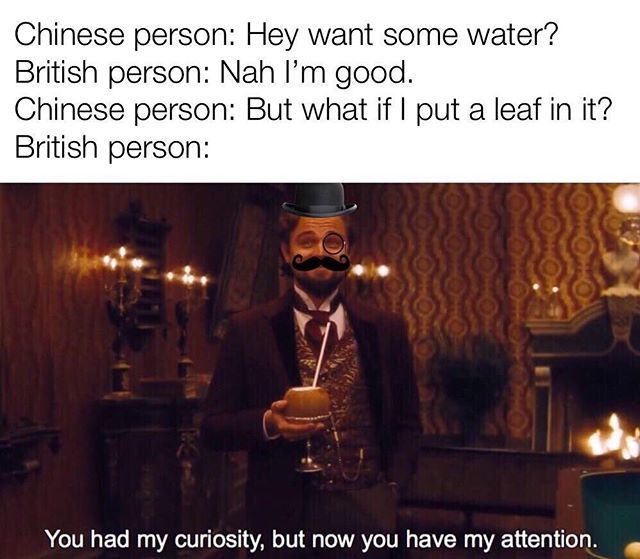 Chinese person: Hey want some water?
British person: Nah I’m good.
Chinese person: But what if I put a leaf in it?
British person:
You had my curiosity, but now you have my attention.